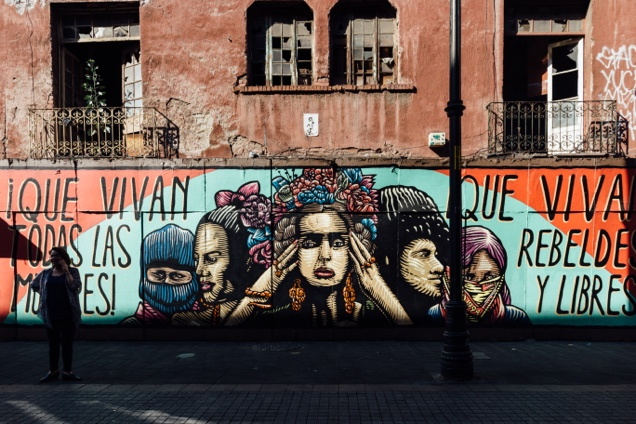 ¡QUE VIVAN
TODAS LAS
QUE VIVAN
REBELDES
Y LIBRES